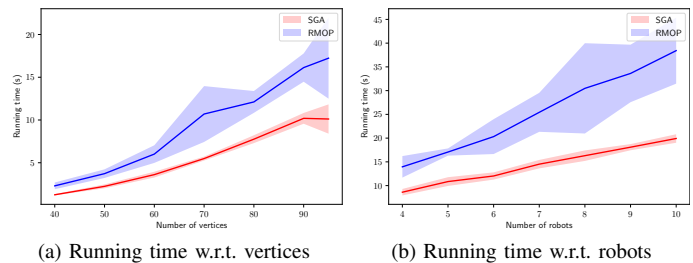 SGA
RMOP
20
15
10
5
Running time (s)
40 50 60 70 80 90
Number of vertices
(a) Running time w.r.t. vertices
SGA
RMOP
45
40
35
30
25
20
15
10
Running time (s)
4 5 6 7 8 9 10
Number of robots
(b) Running time w.r.t. robots